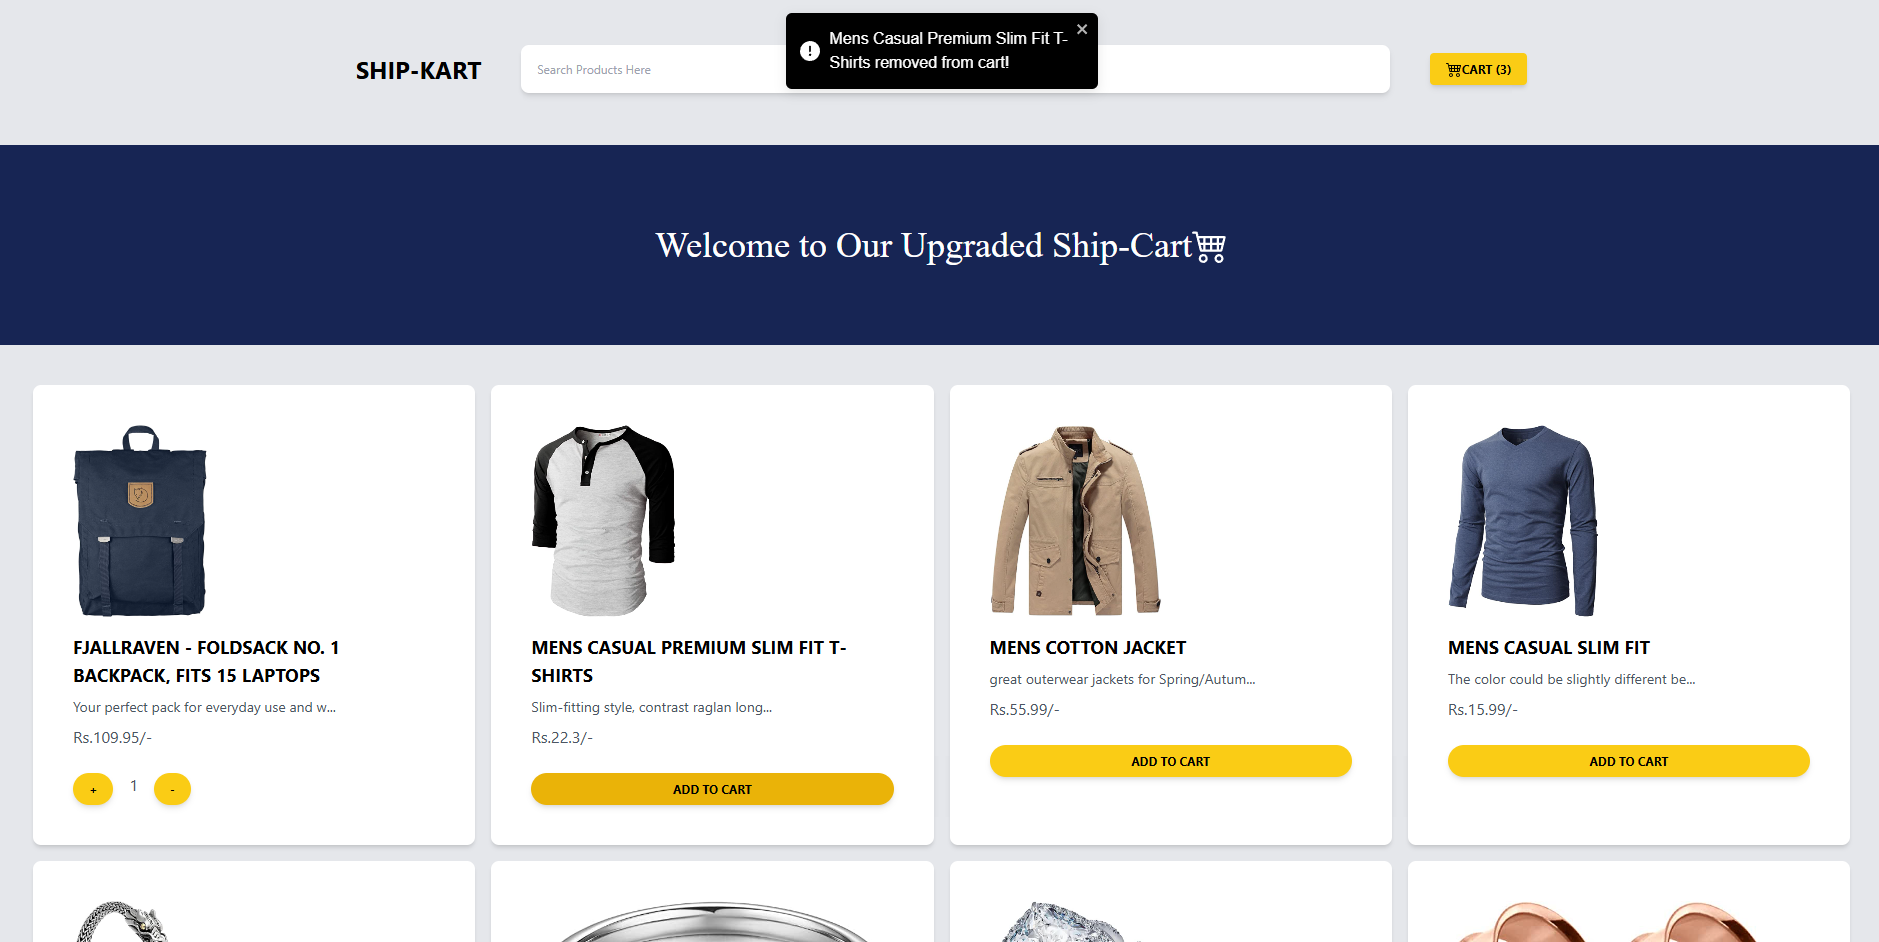 Mens Casual Premium Slim Fit T-
Shirts removed from cart!
SHIP-KART
Search Products Here
CART (3)
Welcome to Our Upgraded Ship-Cart
FJALLRAVEN - FOLDSACK NO. 1
BACKPACK, FITS 15 LAPTOPS
Your perfect pack for everyday use and w...
Rs.109.95/-
+ 1 -
MENS CASUAL PREMIUM SLIM FIT T-
SHIRTS
Slim-fitting style, contrast raglan long...
Rs.22.3/-
ADD TO CART
MENS COTTON JACKET
great outerwear jackets for Spring/Autum...
Rs.55.99/-
ADD TO CART
MENS CASUAL SLIM FIT
The color could be slightly different be...
Rs.15.99/-
ADD TO CART